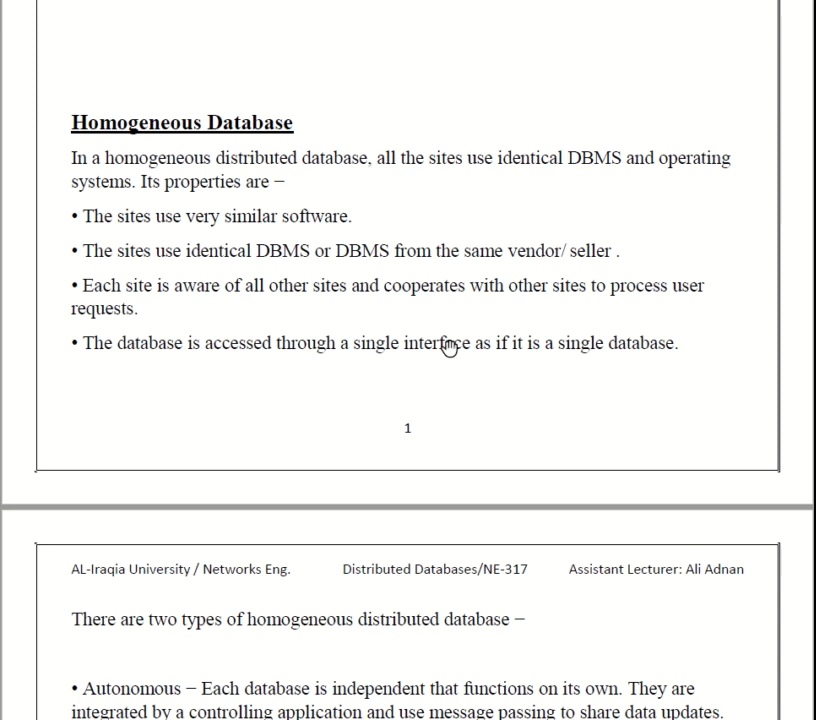 Homogeneous Database
In a homogeneous distributed database, all the sites use identical DBMS and operating
systems. Its properties are −
• The sites use very similar software.
• The sites use identical DBMS or DBMS from the same vendor/ seller .
• Each site is aware of all other sites and cooperates with other sites to process user
requests.
• The database is accessed through a single interface as if it is a single database.
1
AL-Iraqia University / Networks Eng. Distributed Databases/NE-317 Assistant Lecturer: Ali Adnan
There are two types of homogeneous distributed database −
• Autonomous − Each database is independent that functions on its own. They are
integrated by a controlling application and use message passing to share data updates.